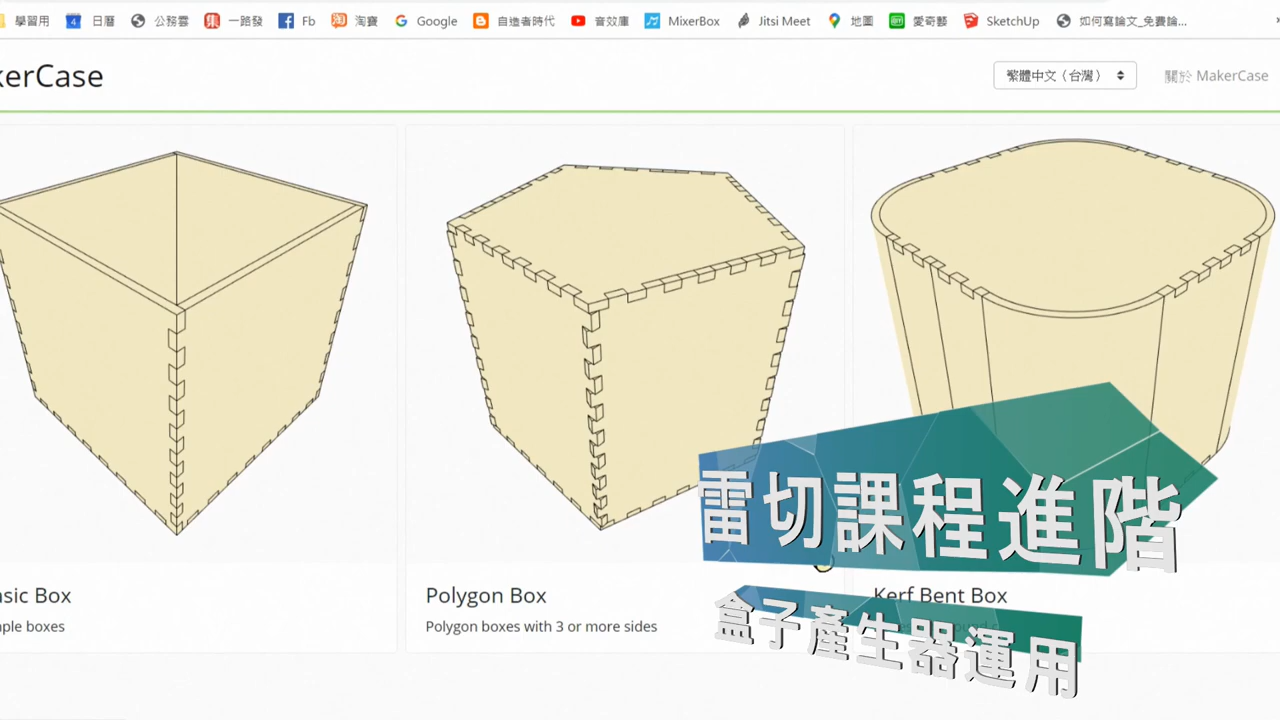 學習用 日曆 公務雲 一路發 Fb 淘寶 Google 自造者時代 音效庫 MixerBox Jitsi Meet 地圖 愛奇藝 SketchUp 如何寫論文_免費論...
kerCase
繁體中文（台灣）
關於 MakerCase
asic Box
Polygon Box
Kerf Bent Box
ple boxes
Polygon boxes with 3 or more sides
雷切課程進階
盒子產生器運用